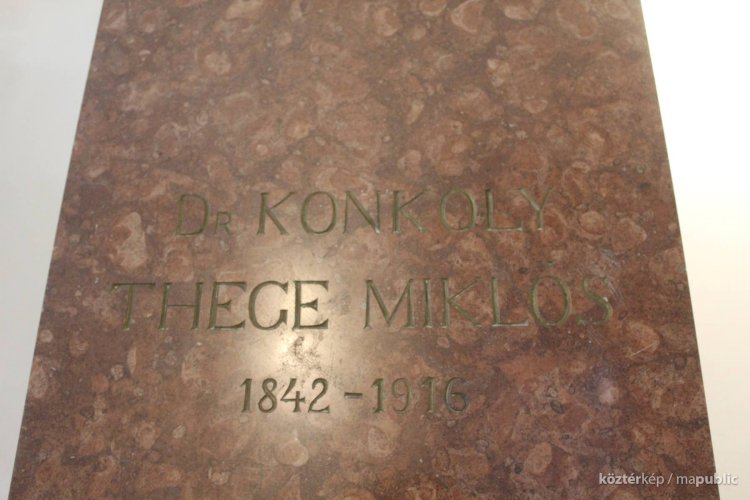 Dr KONKOLY
THEGE MIKLÓS
1842-1916
köztérkép / mapublic